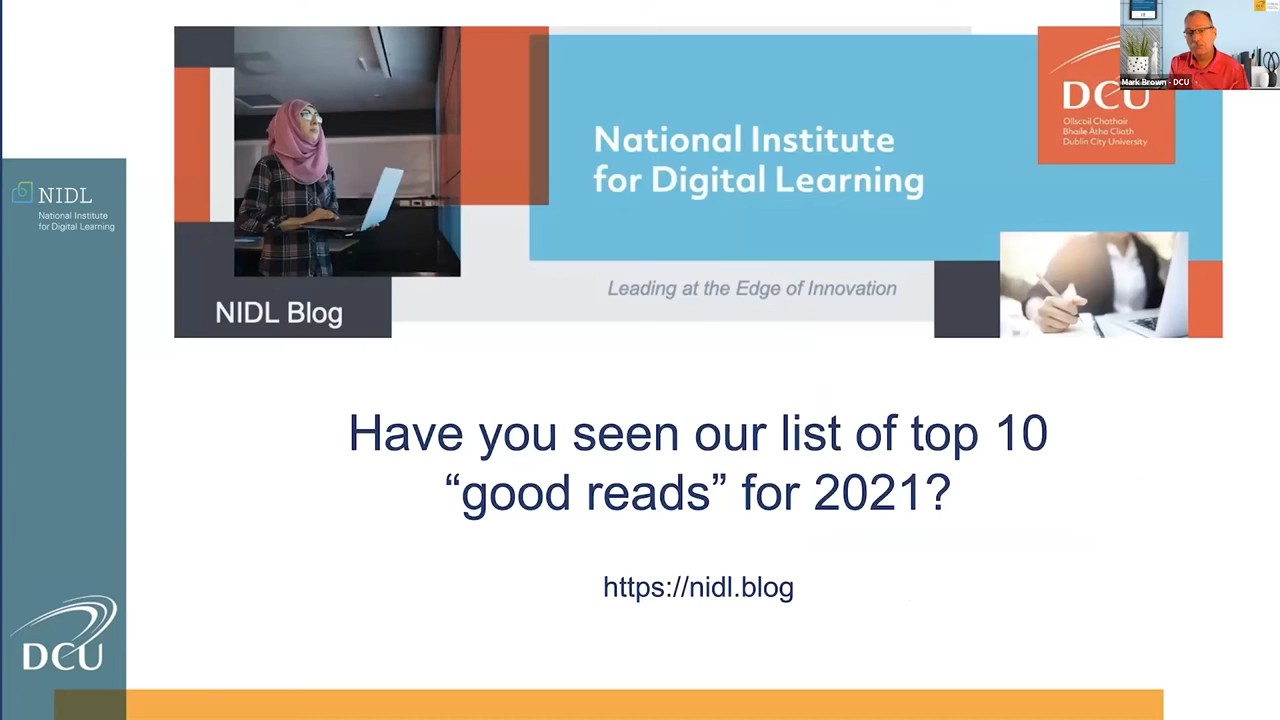 National Institute
for Digital Learning
DCU
Ollscoil Chathair
Bhaile Átha Cliath
Dublin City University
Mark Brown - DCU
NIDL
National Institute
for Digital Learning
Leading at the Edge of Innovation
NIDL Blog
Have you seen our list of top 10
“good reads” for 2021?
https://nidl.blog
DCU